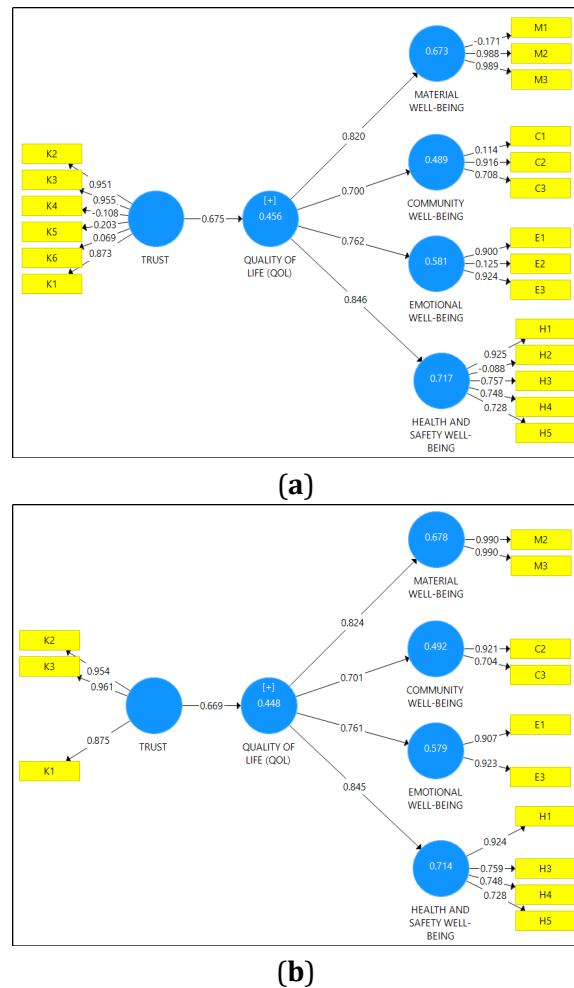 M1
0.673
-0.171
0.988
M2
0.989
M3
MATERIAL
WELL-BEING
0.820
C1
K2
0.114
0.489
0.916
C2
K3
0.951
0.708
0.955
[+]
0.700
C3
K4
-0.108
0.675
0.456
COMMUNITY
WELL-BEING
K5
0.203
0.069
0.762
E1
K6
0.873
TRUST
QUALITY OF
LIFE (QOL)
0.900
0.581
0.125
E2
K1
0.924
E3
0.846
EMOTIONAL
WELL-BEING
H1
0.925
H2
-0.088
0.717
0.757
H3
0.748
0.728
H4
HEALTH AND
SAFETY WELL-
BEING
H5
(a)
0.678
0.990
M2
0.990
M3
MATERIAL
WELL-BEING
0.824
K2
0.492
0.921
C2
K3
0.954
0.704
C3
0.961
[+]
0.701
0.669
0.448
COMMUNITY
WELL-BEING
0.875
0.761
E1
TRUST
QUALITY OF
LIFE (QOL)
0.907
0.579
K1
0.923
E3
0.845
EMOTIONAL
WELL-BEING
H1
0.924
0.714
0.759
H3
0.748
0.728
H4
HEALTH AND
SAFETY WELL-
BEING
H5
(b)